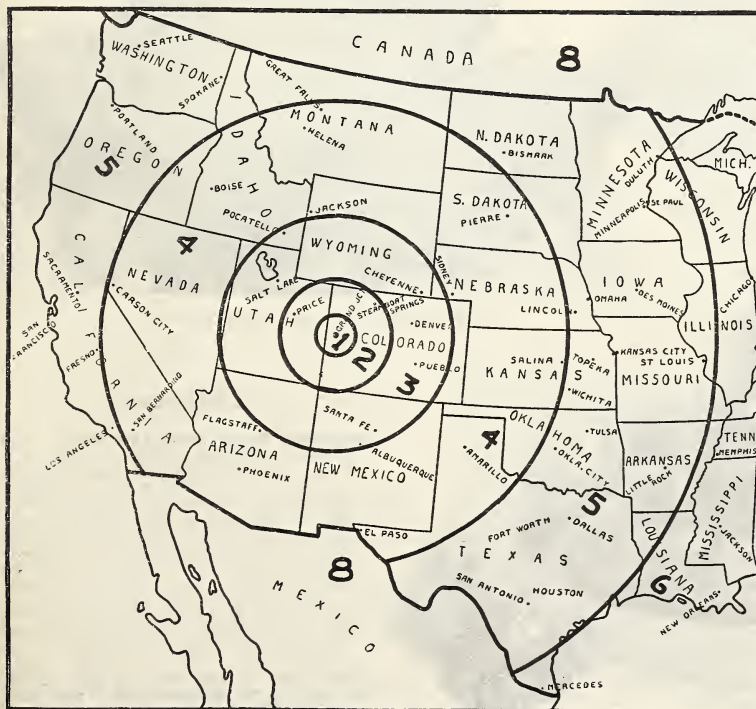 CANADA
8
SEATTLE
WASHINGTON
SPOKANE
GREAT FALLS
MONTANA
HELENA
N. DAKOTA
BISMARK
MINNESOTA
DULUTH
MICH.
WISCONSIN
PORTLAND
OREGON
5
IDAHO
BOISE
POCATELLO
JACKSON
S. DAKOTA
PIERRE
MINNEAPOLIS
ST PAUL
WYOMING
CHEYENNE
SIDNEY
NEBRASKA
LINCOLN
IOWA
OMAHA
DES MOINES
CHICAGO
ILLINOIS
4
NEVADA
CARSON CITY
CALIFORNIA
SACRAMENTO
SAN
FRANCISCO
FRESNO
SAN BERNARDINO
LOS ANGELES
SALT LAKE
UTAH
PRICE
GRAND JC
STEAMBOAT
SPRINGS
DENVER
COLORADO
PUEBLO
1
2
3
SALINA
TOPEKA
KANSAS
WICHITA
KANSAS CITY
ST LOUIS
MISSOURI
FLAGSTAFF
ARIZONA
PHOENIX
SANTA FE
ALBUQUERQUE
NEW MEXICO
4
AMARILLO
OKLAHOMA
TULSA
OKLA. CITY
ARKANSAS
LITTLE
ROCK
TENN
MEMPHIS
MISSISSIPPI
JACKSON
EL PASO
5
FORT WORTH
DALLAS
TEXAS
SAN ANTONIO
HOUSTON
LOUISIANA
6
NEW ORLEANS
8
MEXICO
MERCEDES